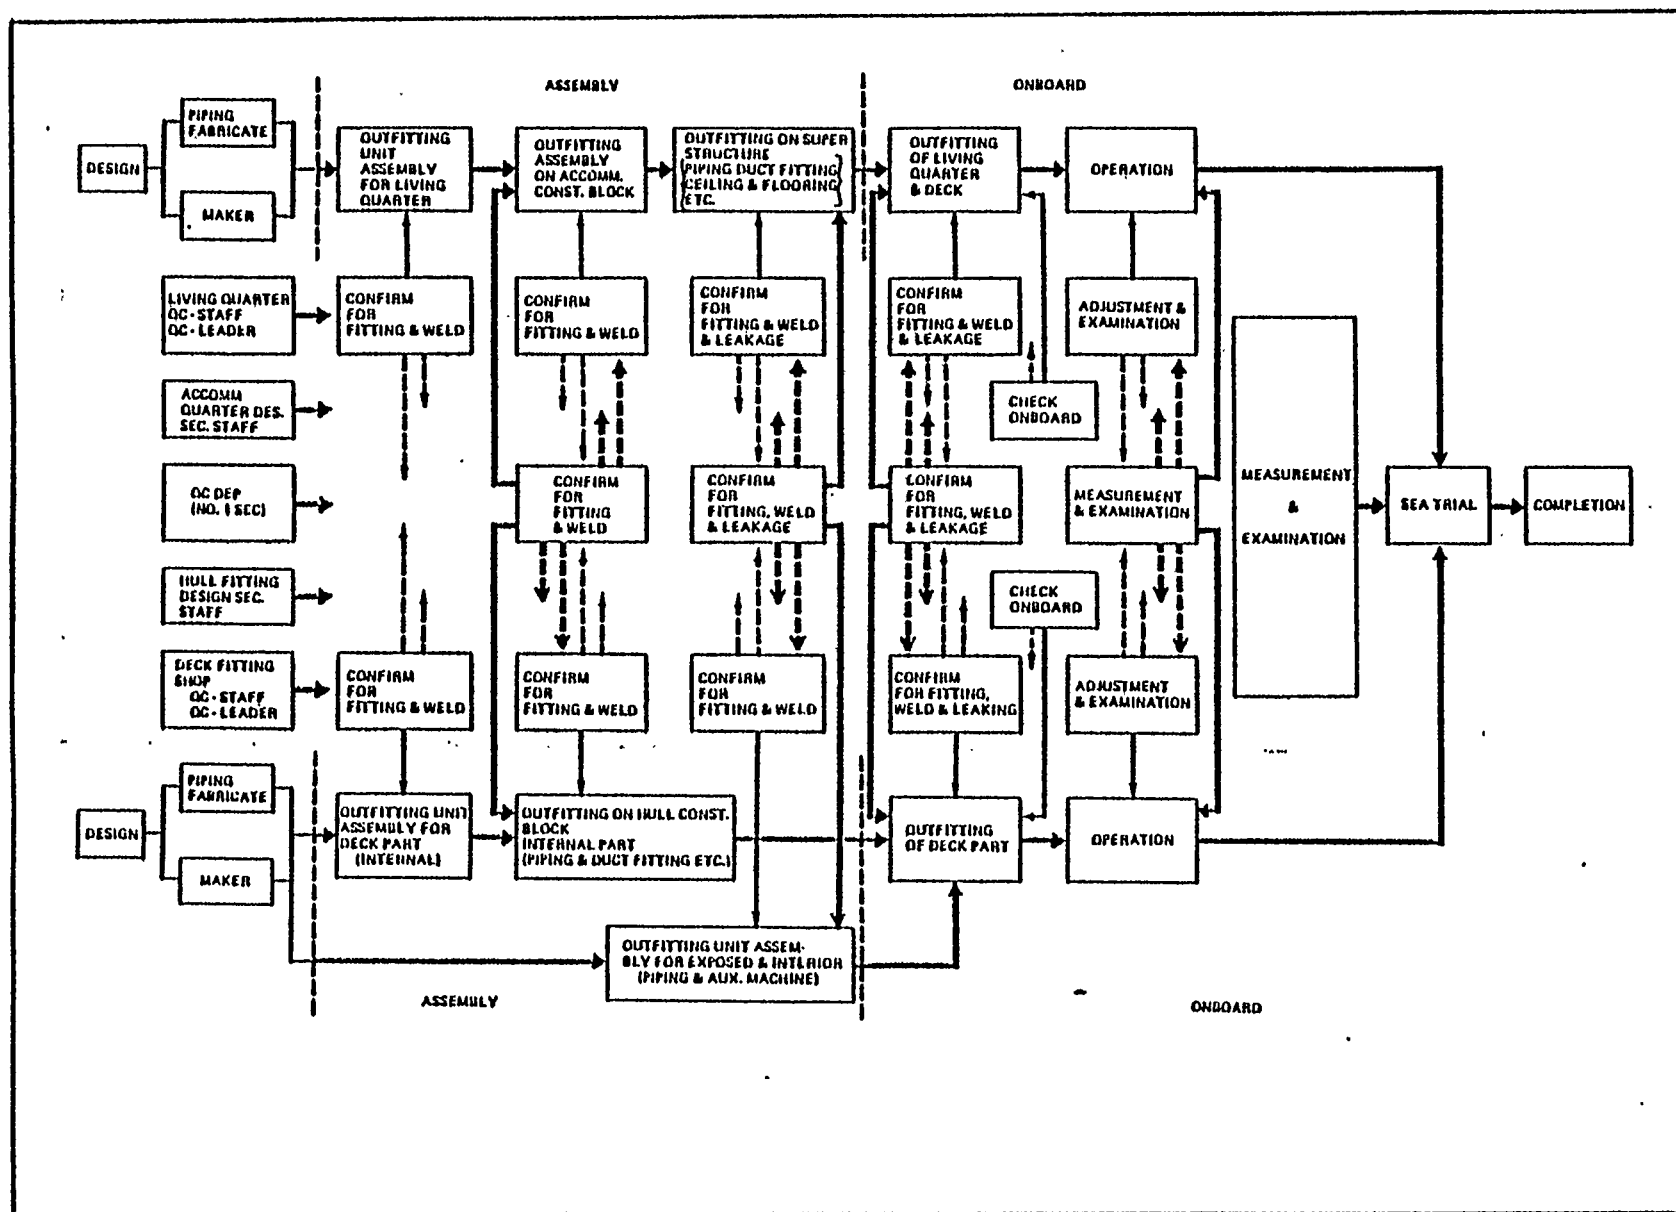 ASSEMBLY
ONBOARD
DESIGN
PIPING
FABRICATE
MAKER
OUTFITTING
UNIT
ASSEMBLY
FOR LIVING
QUARTER
OUTFITTING
ASSEMBLY
ON ACCOMM.
CONST. BLOCK
OUTFITTING ON SUPER
STRUCTURE
PIPING DUCT FITTING
CEILING & FLOORING
ETC.
OUTFITTING
OF LIVING
QUARTER
& DECK
OPERATION
LIVING QUARTER
QC - STAFF
QC - LEADER
CONFIRM
FOR
FITTING & WELD
CONFIRM
FOR
FITTING & WELD
CONFIRM
FOR
FITTING & WELD
& LEAKAGE
CONFIRM
FOR
FITTING & WELD
& LEAKAGE
ADJUSTMENT &
& EXAMINATION
ACCOMM
QUARTER DES.
SEC. STAFF
CHECK
ONBOARD
QC DEP
(NO. 1 SEC)
CONFIRM
FOR
FITTING
& WELD
CONFIRM
FOR
FITTING, WELD
& LEAKAGE
CONFIRM
FOR
FITTING, WELD
& LEAKAGE
MEASUREMENT
& EXAMINATION
MEASUREMENT
&
EXAMINATION
SEA TRIAL
COMPLETION
HULL FITTING
DESIGN SEC.
STAFF
CHECK
ONBOARD
DECK FITTING
SHOP
QC - STAFF
QC - LEADER
CONFIRM
FOR
FITTING & WELD
CONFIRM
FOR
FITTING & WELD
CONFIRM
FOR
FITTING & WELD
CONFIRM
FOR FITTING,
WELD & LEAKING
ADJUSTMENT
& EXAMINATION
DESIGN
PIPING
FABRICATE
MAKER
OUTFITTING UNIT
ASSEMBLY FOR
DECK PART
(INTERNAL)
OUTFITTING ON HULL CONST.
BLOCK
INTERNAL PART
(PIPING & DUCT FITTING ETC.)
OUTFITTING
OF DECK PART
OPERATION
OUTFITTING UNIT ASSEM-
BLY FOR EXPOSED & INTERIOR
(PIPING & AUX. MACHINE)
ASSEMBLY
ONBOARD